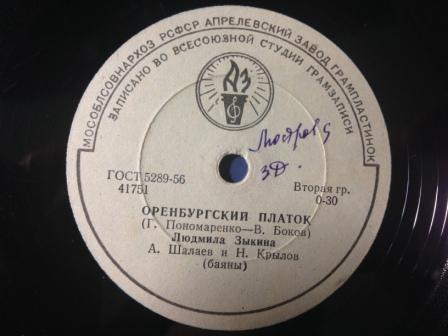 МОСОБЛСОВНАРХОЗ РСФСР АПРЕЛЕВСКИЙ ЗАВОД ГРАМПЛАСТИНОК
ЗАПИСАНО ВО ВСЕСОЮЗНОЙ СТУДИИ ГРАМЗАПИСИ
АЗ
ГОСТ 5289-56
41751
Вторая гр.
0-30
ОРЕНБУРГСКИЙ ПЛАТОК
(Г. Пономаренко—В. Боков)
Людмила Зыкина
А. Шалаев и Н. Крылов
(баяны)